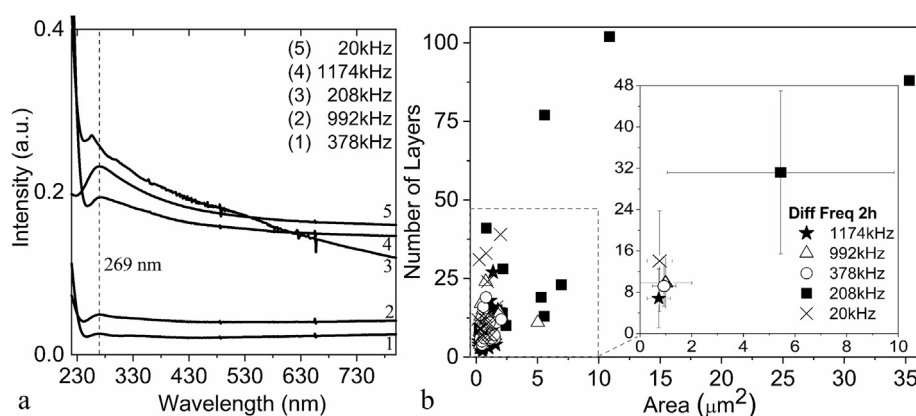 0.4
0.2
0.0
Intensity (a.u.)
(5) 20kHz
(4) 1174kHz
(3) 208kHz
(2) 992kHz
(1) 378kHz
269 nm
5
4
3
2
1
230 330 430 530 630 730
Wavelength (nm)
a
100
75
50
25
0
Number of Layers
0 5 10 15 20 25 30 35
Area (μm²)
b
48
40
32
24
16
8
0
0 2 4 6 8 10
Diff Freq 2h
1174kHz
992kHz
378kHz
208kHz
20kHz